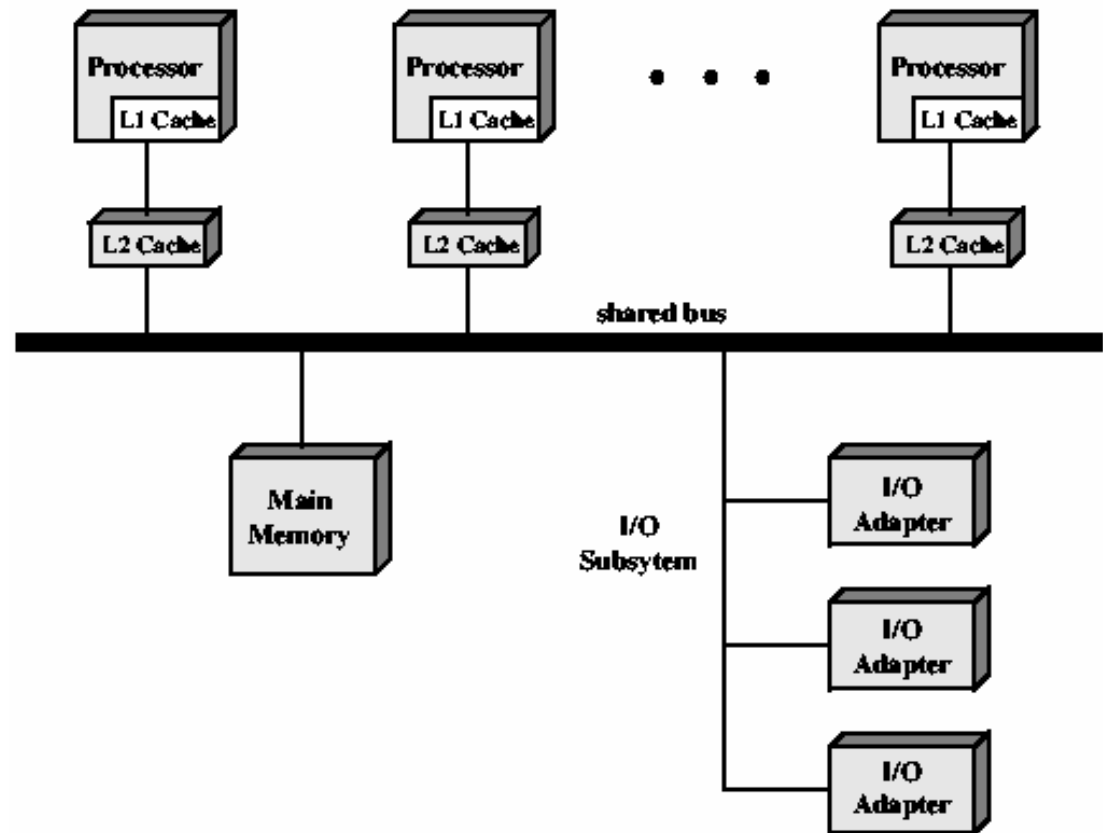 Processor
L1 Cache
Processor
L1 Cache
Processor
L1 Cache
L2 Cache
L2 Cache
L2 Cache
shared bus
Main
Memory
I/O
Subsytem
I/O
Adapter
I/O
Adapter
I/O
Adapter